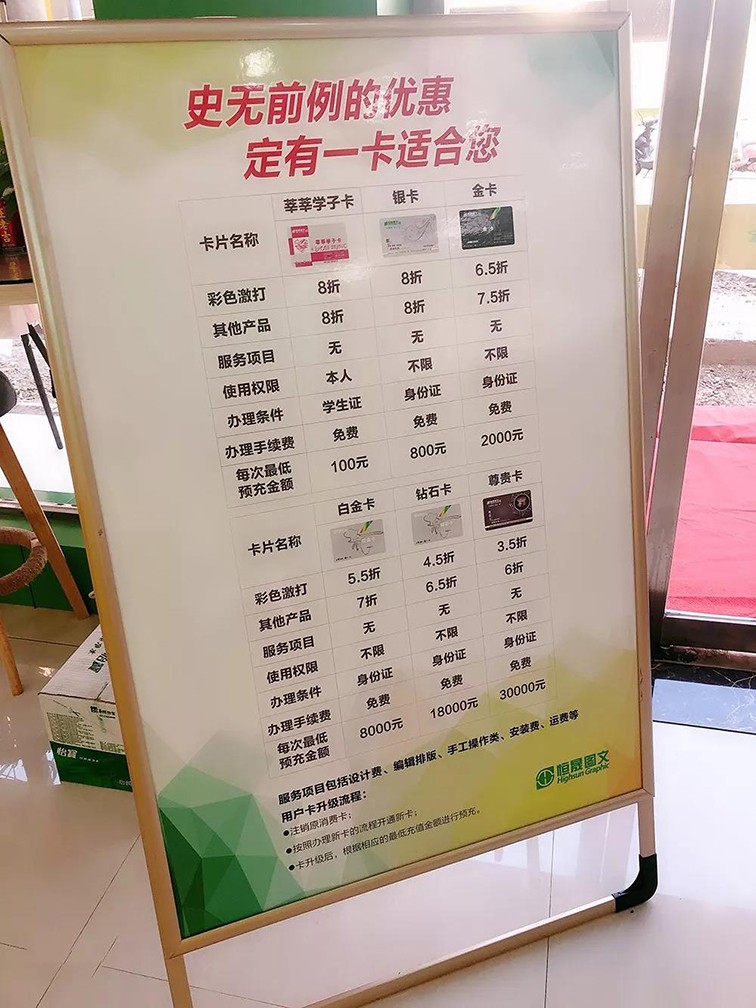 史无前例的优惠
定有一卡适合您
卡片名称 莘莘学子卡 银卡 金卡
彩色激打 8折 8折 6.5折
其他产品 8折 8折 7.5折
服务项目 无 无 无
使用权限 本人 不限 不限
办理条件 学生证 身份证 身份证
办理手续费 免费 免费 免费
每次最低
预充金额 100元 800元 2000元
卡片名称 白金卡 钻石卡 尊贵卡
彩色激打 5.5折 4.5折 3.5折
其他产品 7折 6.5折 6折
服务项目 无 无 无
使用权限 不限 不限 不限
办理条件 身份证 身份证 身份证
办理手续费 免费 免费 免费
每次最低
预充金额 8000元 18000元 30000元
服务项目包括设计费、编辑排版、手工操作类、安装费、运费等
用户卡升级流程：
●注销原消费卡；
●按照办理新卡的流程开通新卡；
●卡升级后，根据相应的最低充值金额进行预充。
恒晟图文
Highsun Graphic
怡宝